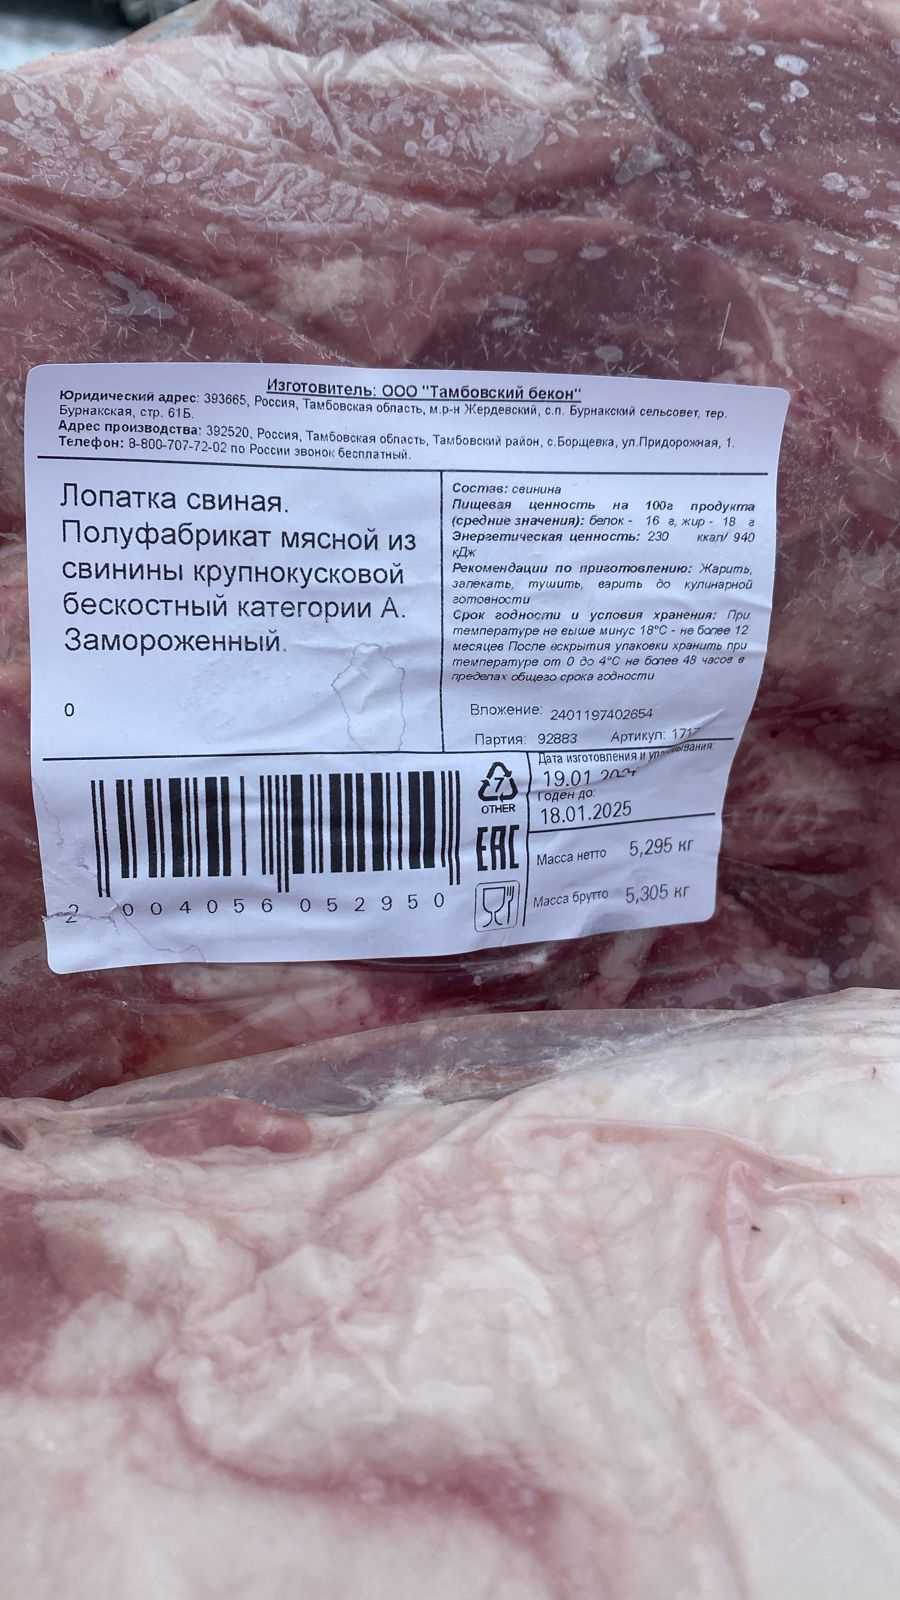 Изготовитель: ООО "Тамбовский бекон"
Юридический адрес: 393665, Россия, Тамбовская область, м.р-н Жердевский, с.п. Бурнакский сельсовет, тер.
Бурнакская, стр. 61Б.
Адрес производства: 392520, Россия, Тамбовская область, Тамбовский район, с.Борщевка, ул.Придорожная, 1.
Телефон: 8-800-707-72-02 по России звонок бесплатный.
Лопатка свиная.
Полуфабрикат мясной из
свинины крупнокусковой
бескостный категории А.
Замороженный.
0
Состав: свинина
Пищевая ценность на 100г продукта
(средние значения): белок - 16 г, жир - 18 г
Энергетическая ценность: 230 ккал/ 940
кДж
Рекомендации по приготовлению: Жарить,
запекать, тушить, варить до кулинарной
готовности
Срок годности и условия хранения: При
температуре не выше минус 18°С - не более 12
месяцев После вскрытия упаковки хранить при
температуре от 0 до 4°С не более 48 часов в
пределах общего срока годности
Вложение: 2401197402654
Партия: 92883 Артикул:
Дата изготовления и
19.01
Годен до:
18.01.2025
7
OTHER
EAC
Масса нетто 5,295 кг
Масса брутто 5,305 кг
2 004056 052950